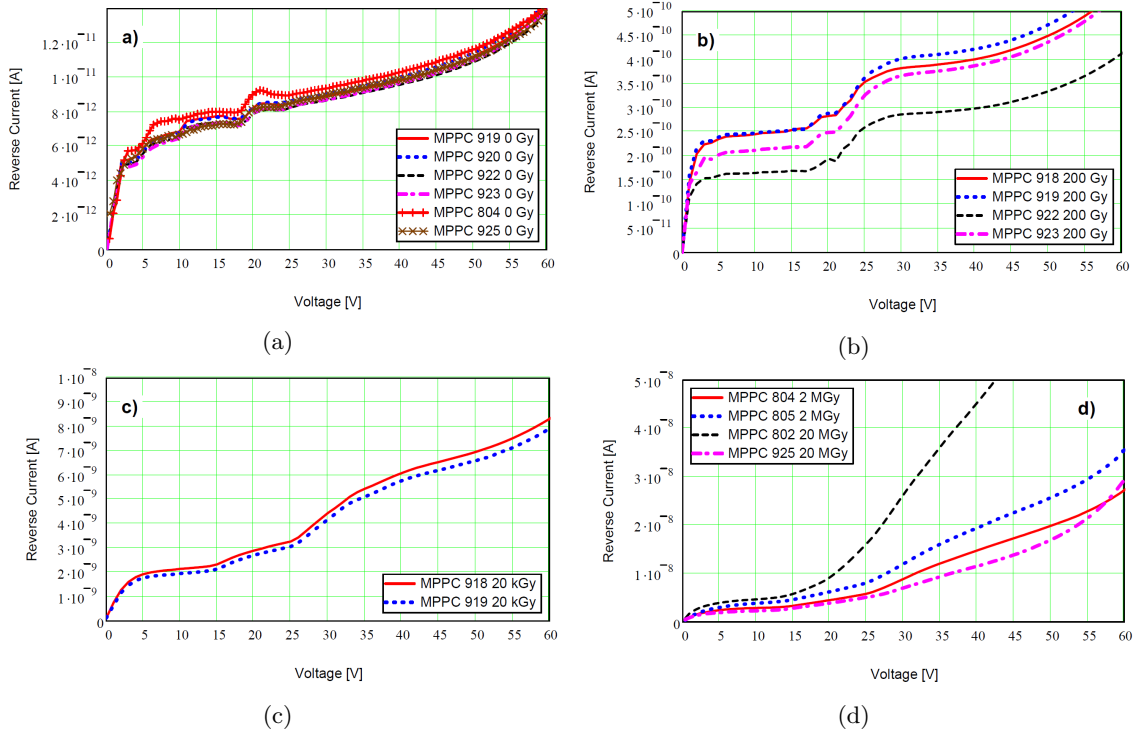 a)
1.2·10⁻¹¹
1·10⁻¹¹
8·10⁻¹²
6·10⁻¹²
4·10⁻¹²
2·10⁻¹²
0
Reverse Current [A]
MPPC 919 0 Gy
MPPC 920 0 Gy
MPPC 922 0 Gy
MPPC 923 0 Gy
MPPC 804 0 Gy
MPPC 925 0 Gy
0 5 10 15 20 25 30 35 40 45 50 55 60
Voltage [V]
(a)
b)
5·10⁻¹⁰
4.5·10⁻¹⁰
4·10⁻¹⁰
3.5·10⁻¹⁰
3·10⁻¹⁰
2.5·10⁻¹⁰
2·10⁻¹⁰
1.5·10⁻¹⁰
1·10⁻¹⁰
5·10⁻¹¹
0
Reverse Current [A]
MPPC 918 200 Gy
MPPC 919 200 Gy
MPPC 922 200 Gy
MPPC 923 200 Gy
0 5 10 15 20 25 30 35 40 45 50 55 60
Voltage [V]
(b)
c)
1·10⁻⁸
9·10⁻⁹
8·10⁻⁹
7·10⁻⁹
6·10⁻⁹
5·10⁻⁹
4·10⁻⁹
3·10⁻⁹
2·10⁻⁹
1·10⁻⁹
0
Reverse Current [A]
MPPC 918 20 kGy
MPPC 919 20 kGy
0 5 10 15 20 25 30 35 40 45 50 55 60
Voltage [V]
(c)
d)
5·10⁻⁸
4·10⁻⁸
3·10⁻⁸
2·10⁻⁸
1·10⁻⁸
0
Reverse Current [A]
MPPC 804 2 MGy
MPPC 805 2 MGy
MPPC 802 20 MGy
MPPC 925 20 MGy
0 5 10 15 20 25 30 35 40 45 50 55 60
Voltage [V]
(d)